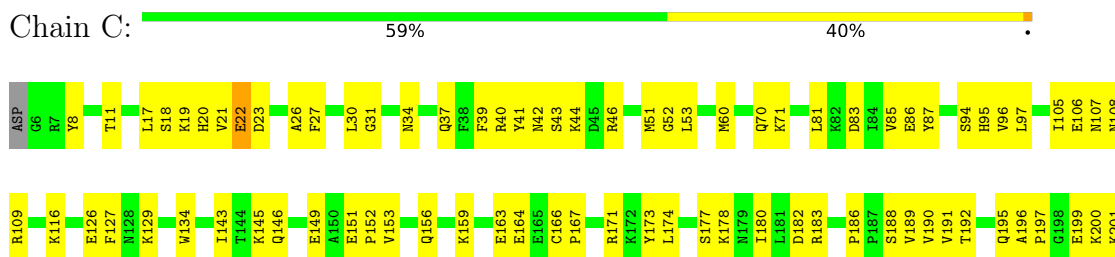 Chain C:
59% 40% •
ASP G6 R7 Y8 T11 L17 S18 K19 H20 V21 E22 D23 A26 F27 L30 G31 N34 Q37 F38 F39 R40 Y41 N42 S43 K44 D45 R46 M51 G52 L53 M60 Q70 K71 L81 K82 D83 I84 V85 E86 Y87 S94 H95 V96 L97 I105 E106 N107 N108
R109 K116 E126 F127 N128 K129 W134 I143 T144 K145 Q146 E149 A150 E151 P152 V153 Q156 K159 E163 E164 E165 C166 P167 R171 K172 Y173 L174 S177 K178 N179 I180 L181 D182 R183 P186 P187 S188 V189 V190 V191 T192 Q195 A196 P197 G198 E199 K200